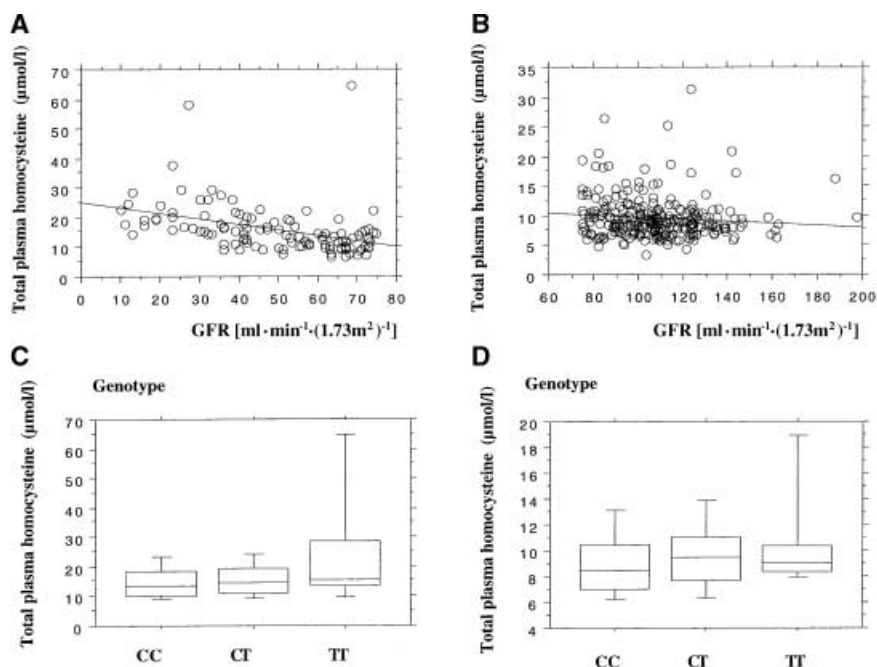 A
Total plasma homocysteine (µmol/l)
70
60
50
40
30
20
10
0
0 10 20 30 40 50 60 70 80
GFR [ml·min⁻¹·(1.73m²)⁻¹]
B
Total plasma homocysteine (µmol/l)
35
30
25
20
15
10
5
0
60 80 100 120 140 160 180 200
GFR [ml·min⁻¹·(1.73m²)⁻¹]
C
Genotype
Total plasma homocysteine (µmol/l)
70
60
50
40
30
20
10
0
CC CT TT
D
Genotype
Total plasma homocysteine (µmol/l)
20
18
16
14
12
10
8
6
4
CC CT TT